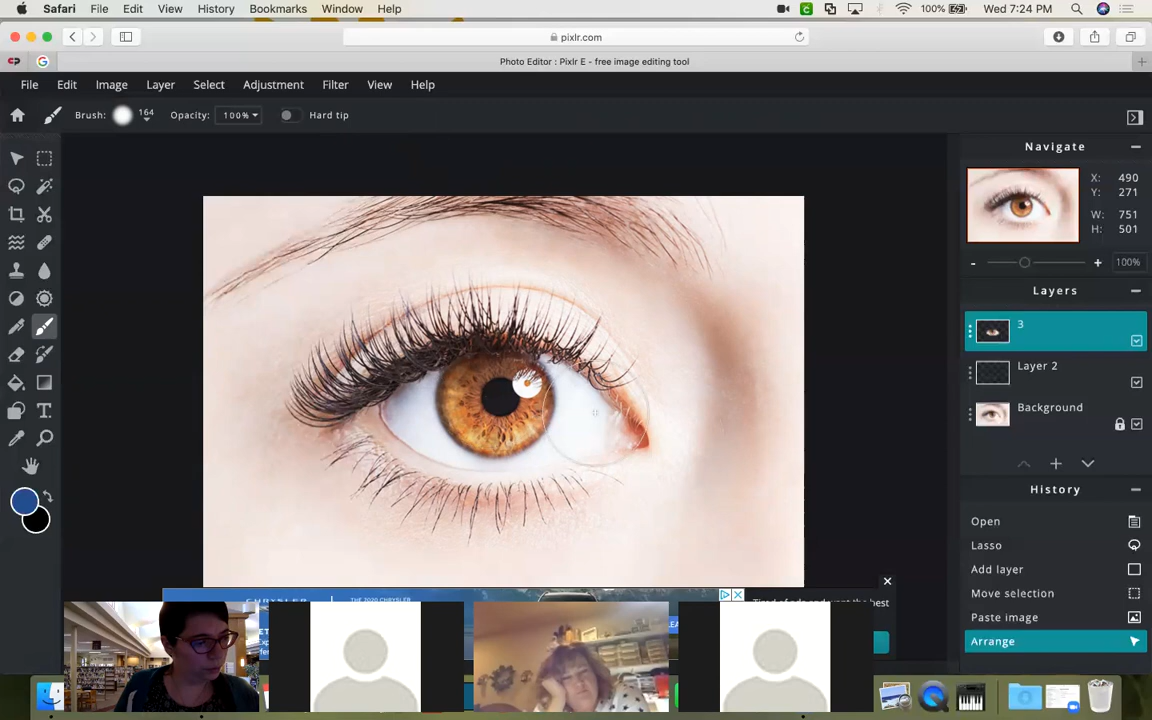 Safari File Edit View History Bookmarks Window Help 100% Wed 7:24 PM
pixlr.com
Photo Editor : Pixlr E - free image editing tool
File Edit Image Layer Select Adjustment Filter View Help
Brush: 164 Opacity: 100% Hard tip
Navigate
X: 490
Y: 271
W: 751
H: 501
- + 100%
Layers
3
Layer 2
Background
History
Open
Lasso
Add layer
Move selection
Paste image
Arrange
THE 2020 CHRYSLER